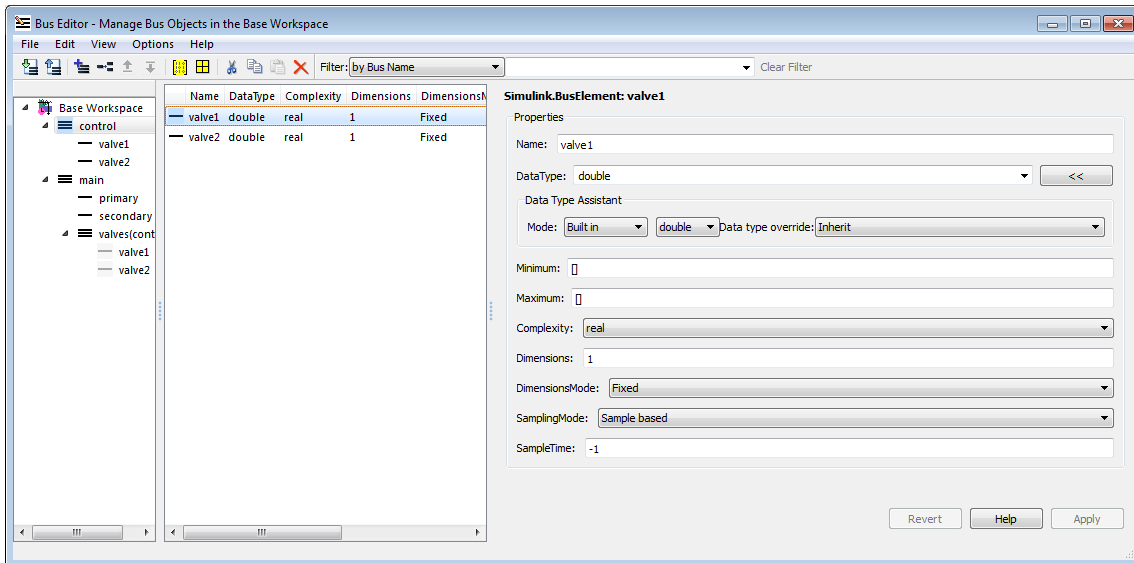 Bus Editor - Manage Bus Objects in the Base Workspace
File Edit View Options Help
Filter: by Bus Name Clear Filter
Base Workspace
control
valve1
valve2
main
primary
secondary
valves(cont
valve1
valve2
Name DataType Complexity Dimensions DimensionsM
valve1 double real 1 Fixed
valve2 double real 1 Fixed
Simulink.BusElement: valve1
Properties
Name: valve1
DataType: double <<
Data Type Assistant
Mode: Built in double Data type override: Inherit
Minimum: []
Maximum: []
Complexity: real
Dimensions: 1
DimensionsMode: Fixed
SamplingMode: Sample based
SampleTime: -1
Revert Help Apply